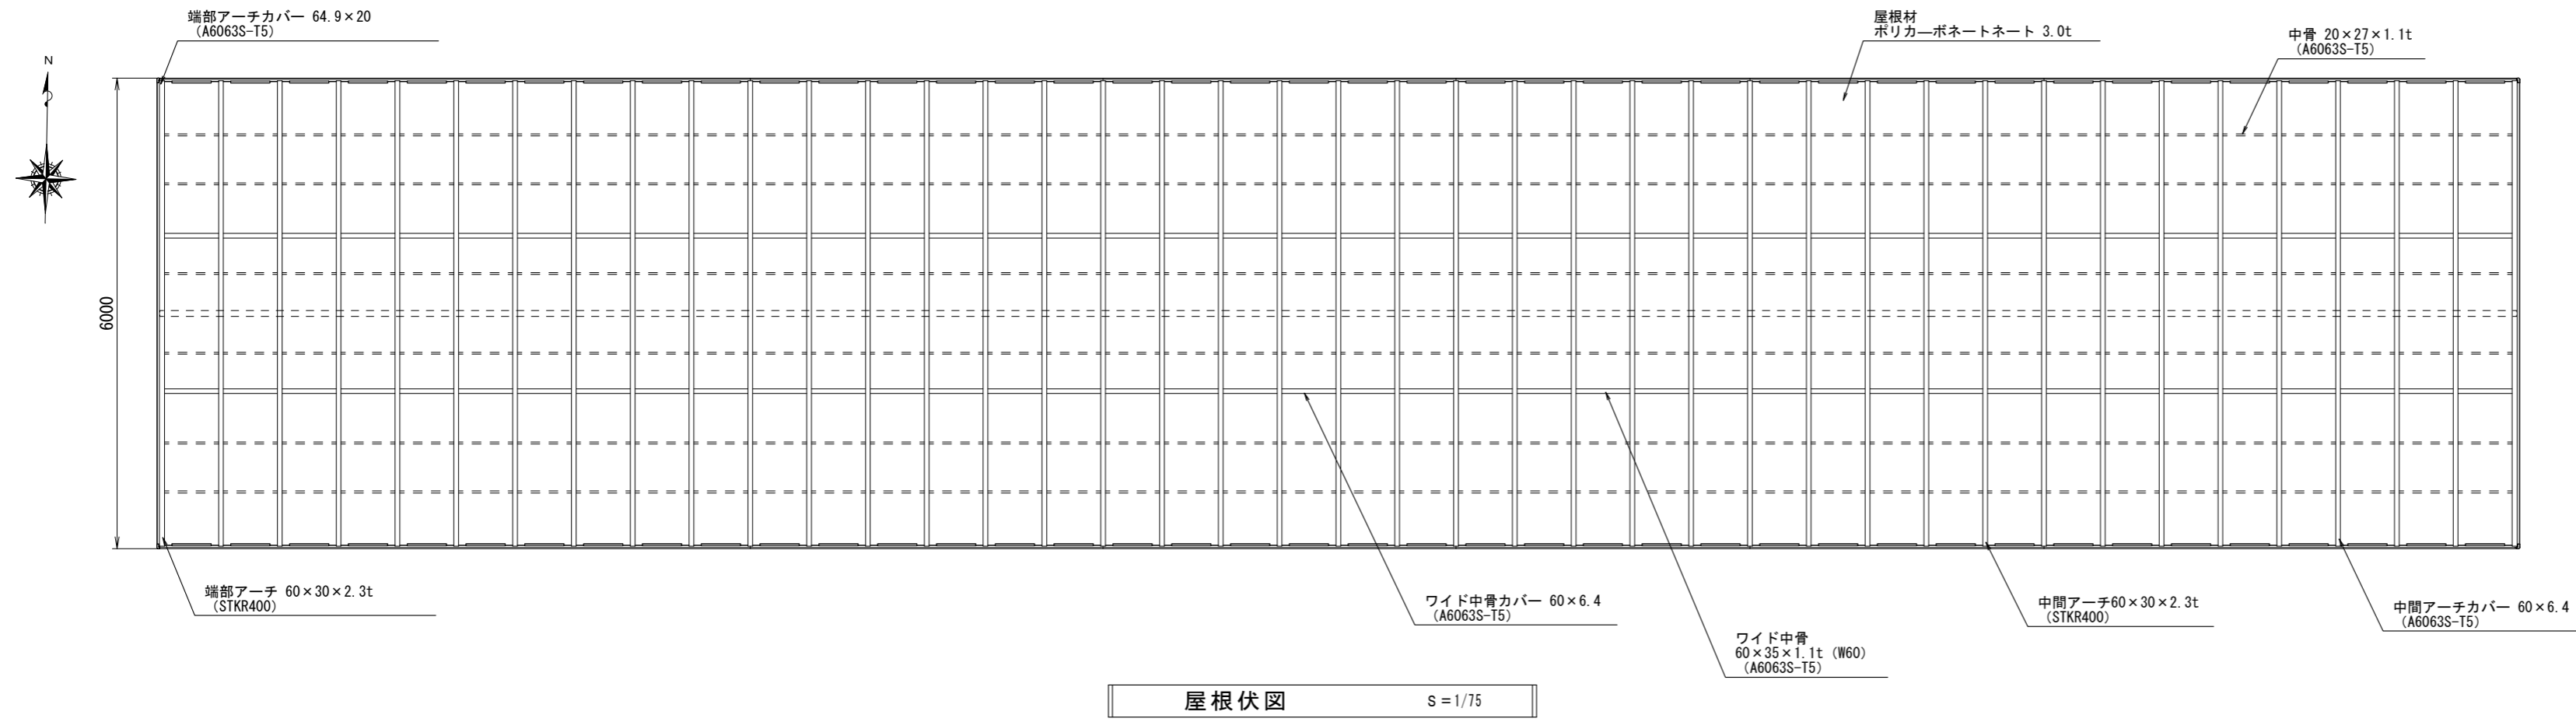 端部アーチカバー 64.9×20
(A6063S-T5)
屋根材
ポリカ―ボネートネート 3.0t
中骨 20×27×1.1t
(A6063S-T5)
N
6000
端部アーチ 60×30×2.3t
(STKR400)
ワイド中骨カバー 60×6.4
(A6063S-T5)
ワイド中骨
60×35×1.1t (W60)
(A6063S-T5)
中間アーチ60×30×2.3t
(STKR400)
中間アーチカバー 60×6.4
(A6063S-T5)
屋根伏図 S=1/75